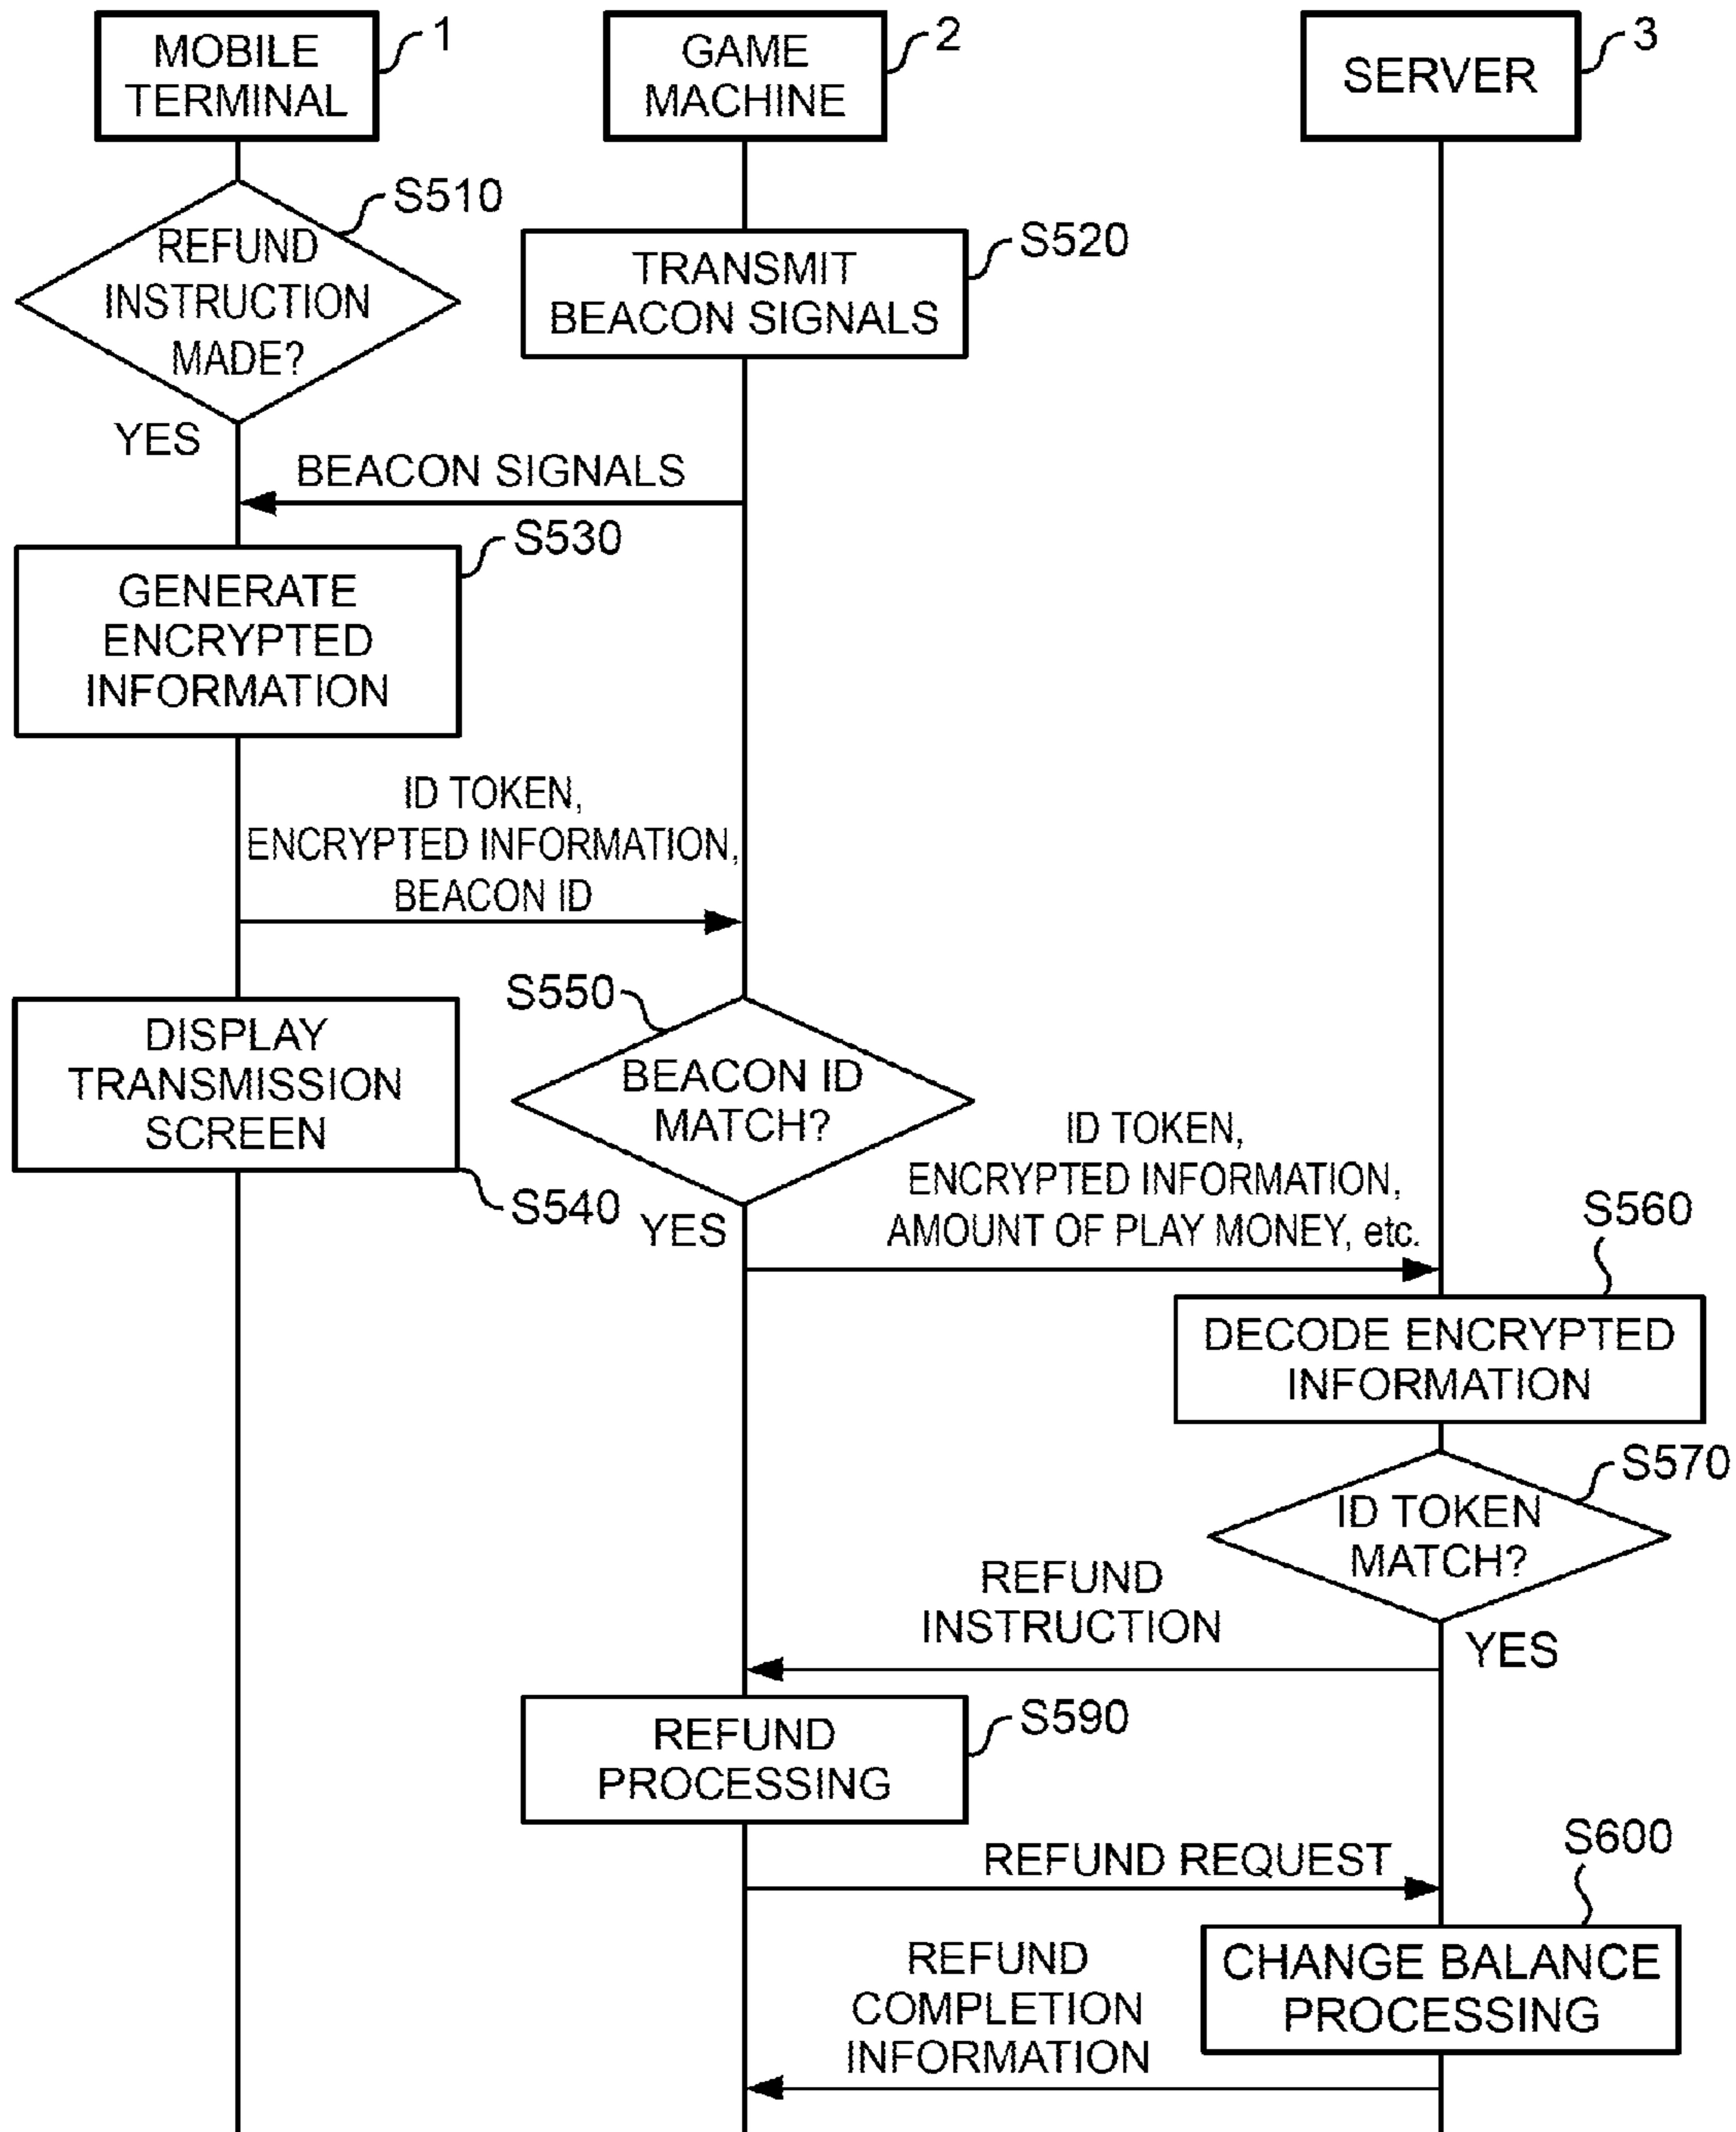 MOBILE
TERMINAL
1
GAME
MACHINE
2
SERVER
3
S510
REFUND
INSTRUCTION
MADE?
S520
TRANSMIT
BEACON SIGNALS
YES
BEACON SIGNALS
S530
GENERATE
ENCRYPTED
INFORMATION
ID TOKEN,
ENCRYPTED INFORMATION,
BEACON ID
S550
DISPLAY
TRANSMISSION
SCREEN
S540
BEACON ID
MATCH?
YES
ID TOKEN,
ENCRYPTED INFORMATION,
AMOUNT OF PLAY MONEY, etc.
S560
DECODE ENCRYPTED
INFORMATION
S570
ID TOKEN
MATCH?
YES
REFUND
INSTRUCTION
S590
REFUND
PROCESSING
REFUND REQUEST
S600
CHANGE BALANCE
PROCESSING
REFUND
COMPLETION
INFORMATION